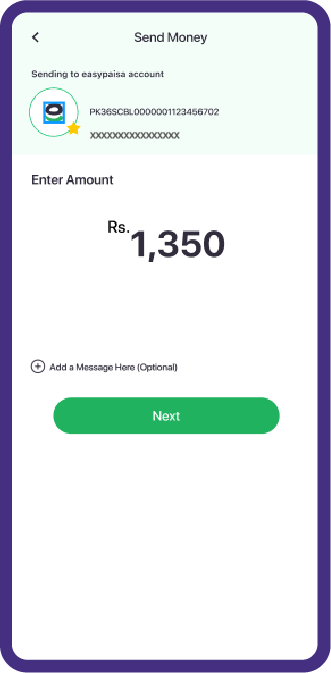 Send Money
Sending to easypaisa account
PK36SCBL0000001123456702
XXXXXXXXXXXXXXXX
Enter Amount
Rs. 1,350
Add a Message Here (Optional)
Next